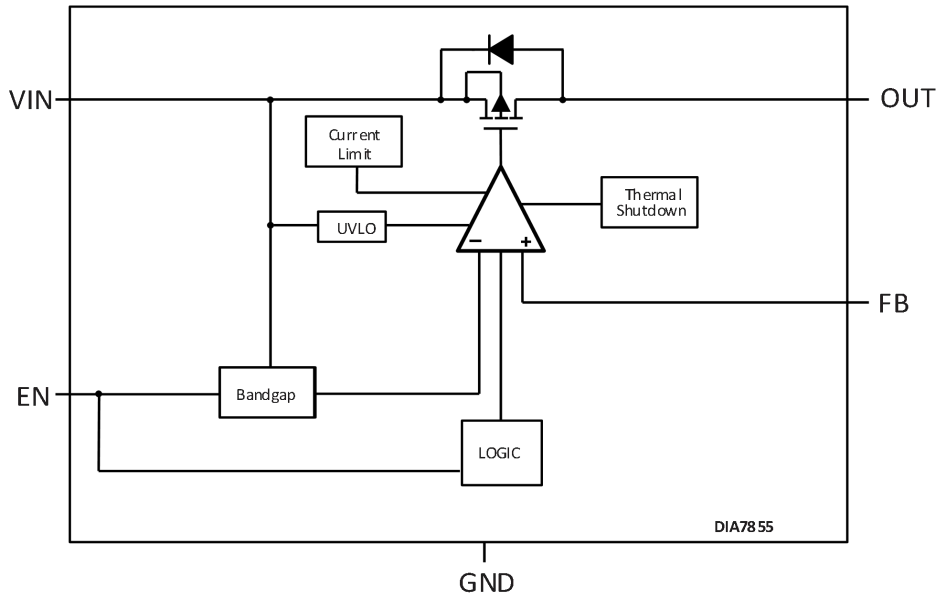 VIN
OUT
Current
Limit
Thermal
Shutdown
UVLO
−
+
FB
EN
Bandgap
LOGIC
DIA7855
GND